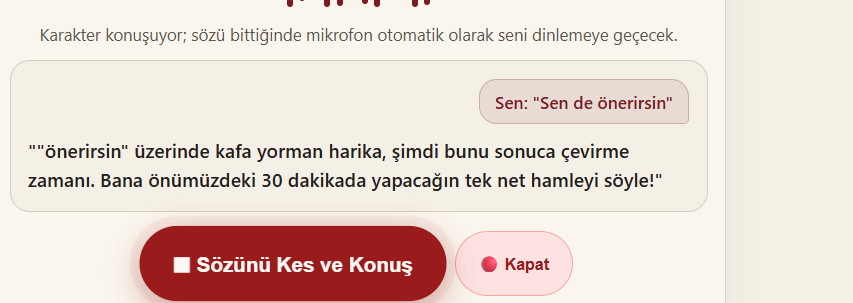 Karakter konuşuyor; sözü bittiğinde mikrofon otomatik olarak seni dinlemeye geçecek.
Sen: "Sen de önerirsin"
""önerirsin" üzerinde kafa yorman harika, şimdi bunu sonuca çevirme
zamanı. Bana önümüzdeki 30 dakikada yapacağın tek net hamleyi söyle!"
Sözünü Kes ve Konuş
Kapat